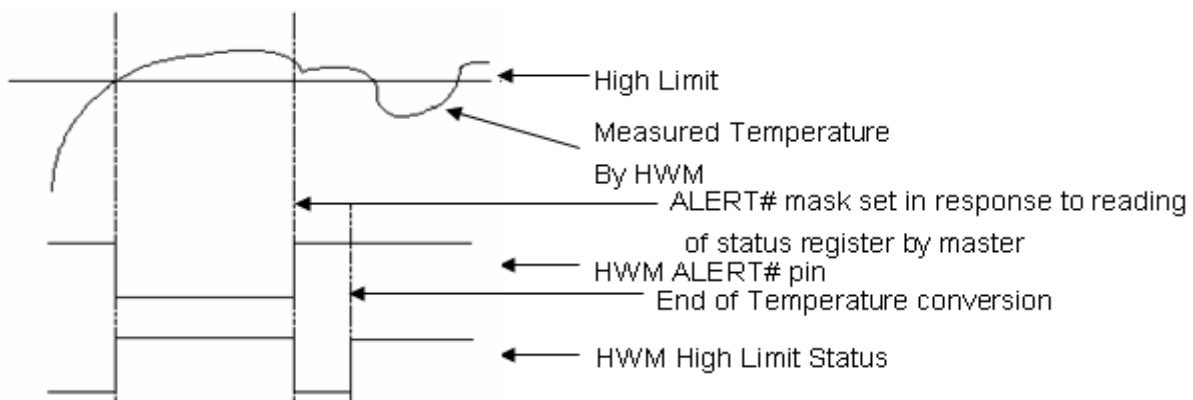 High Limit
Measured Temperature
By HWM
ALERT# mask set in response to reading
of status register by master
HWM ALERT# pin
End of Temperature conversion
HWM High Limit Status